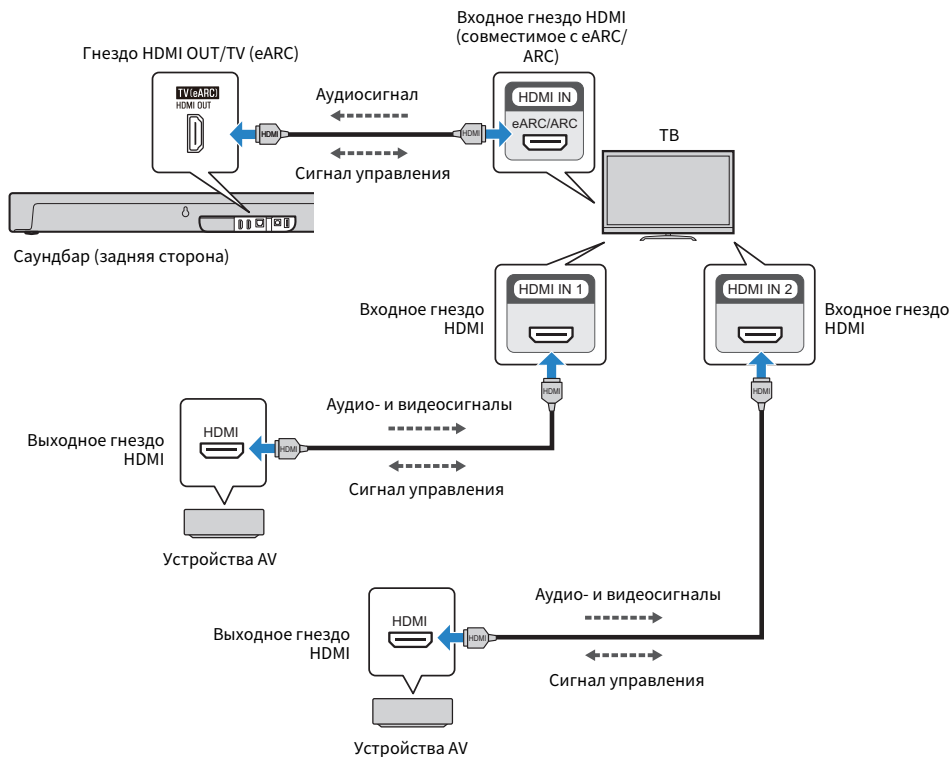 Входное гнездо HDMI
(совместимое с eARC/
ARC)
Гнездо HDMI OUT/TV (eARC)
TV(eARC)
HDMI OUT
Аудиосигнал
HDMI
HDMI
Сигнал управления
HDMI IN
eARC/ARC
ТВ
Саундбар (задняя сторона)
Входное гнездо
HDMI
HDMI IN 1
HDMI IN 2
Входное гнездо
HDMI
HDMI
HDMI
Выходное гнездо
HDMI
HDMI
HDMI
Аудио- и видеосигналы
Сигнал управления
Устройства AV
Выходное гнездо
HDMI
HDMI
HDMI
Аудио- и видеосигналы
Сигнал управления
Устройства AV